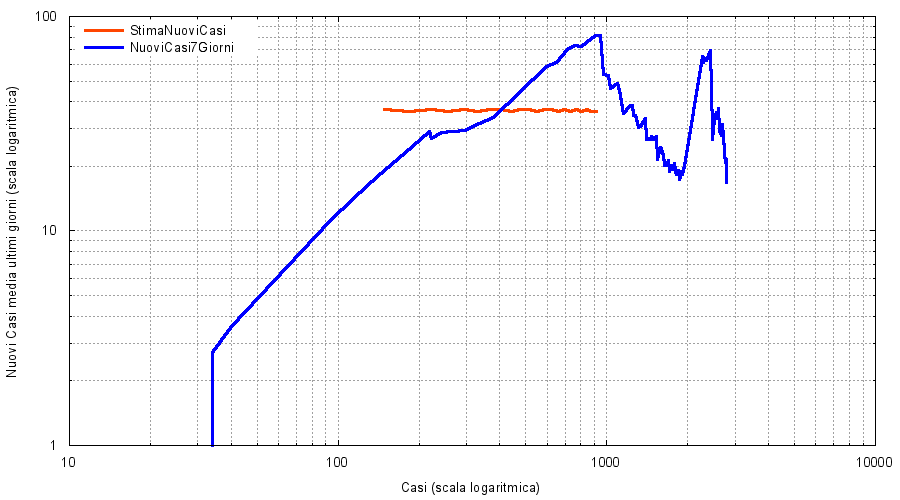 100
StimaNuoviCasi
NuoviCasi7Giorni
Nuovi Casi media ultimi giorni (scala logaritmica)
10
1
10
100
1000
10000
Casi (scala logaritmica)